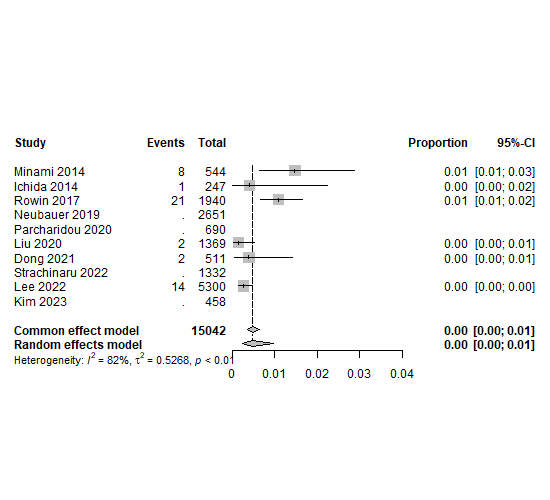 Study Events Total Proportion 95%-CI
Minami 2014 8 544 0.01 [0.01; 0.03]
Ichida 2014 1 247 0.00 [0.00; 0.02]
Rowin 2017 21 1940 0.01 [0.01; 0.02]
Neubauer 2019 . 2651
Parcharidou 2020 . 690
Liu 2020 2 1369 0.00 [0.00; 0.01]
Dong 2021 2 511 0.00 [0.00; 0.01]
Strachinaru 2022 . 1332
Lee 2022 14 5300 0.00 [0.00; 0.00]
Kim 2023 . 458
Common effect model 15042 0.00 [0.00; 0.01]
Random effects model 0.00 [0.00; 0.01]
Heterogeneity: I² = 82%, τ² = 0.5268, p < 0.01
0 0.01 0.02 0.03 0.04